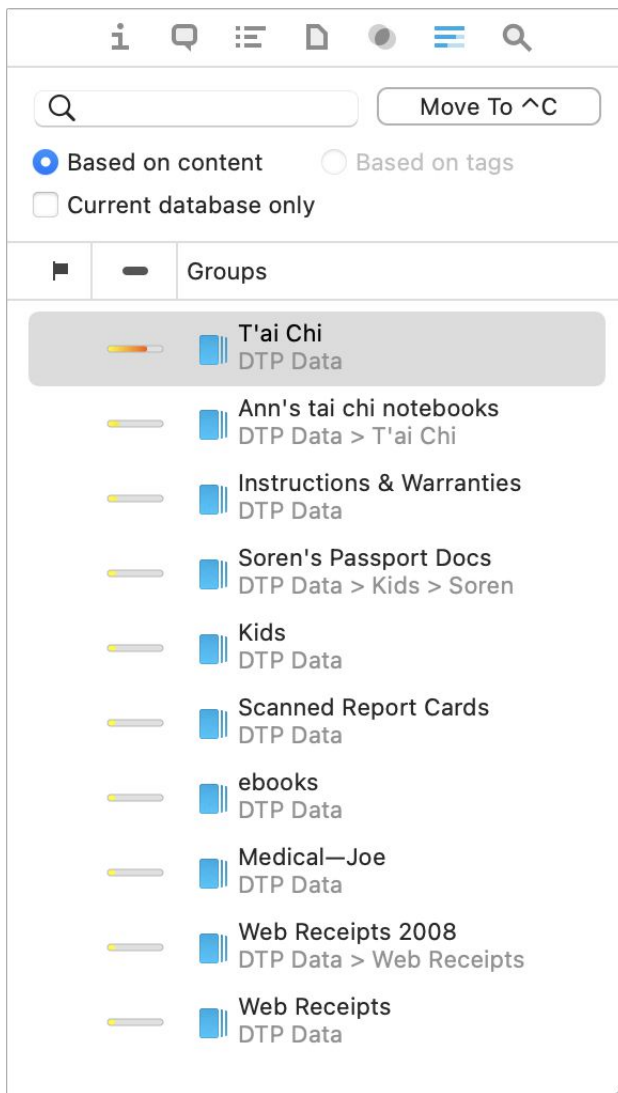 Move To ^C
Based on content
Based on tags
Current database only
Groups
T'ai Chi
DTP Data
Ann's tai chi notebooks
DTP Data > T'ai Chi
Instructions & Warranties
DTP Data
Soren's Passport Docs
DTP Data > Kids > Soren
Kids
DTP Data
Scanned Report Cards
DTP Data
ebooks
DTP Data
Medical—Joe
DTP Data
Web Receipts 2008
DTP Data > Web Receipts
Web Receipts
DTP Data